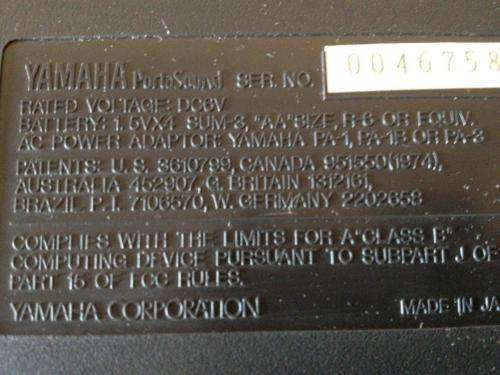 YAMAHA PortaSound SER. NO. 0046758
RATED VOLTAGE: DC6V
BATTERY: 1.5VX4 SUM-3, "AA" SIZE, R-6 OR EQUIV.
AC POWER ADAPTOR: YAMAHA PA-1, PA-1B OR PA-3
PATENTS: U. S. 3610799, CANADA 951550(1974),
AUSTRALIA 452907, G. BRITAIN 1312161,
BRAZIL P.I. 7106570, W. GERMANY 2202658
COMPLIES WITH THE LIMITS FOR A "CLASS B"
COMPUTING DEVICE PURSUANT TO SUBPART J OF
PART 15 OF FCC RULES.
YAMAHA CORPORATION MADE IN JA